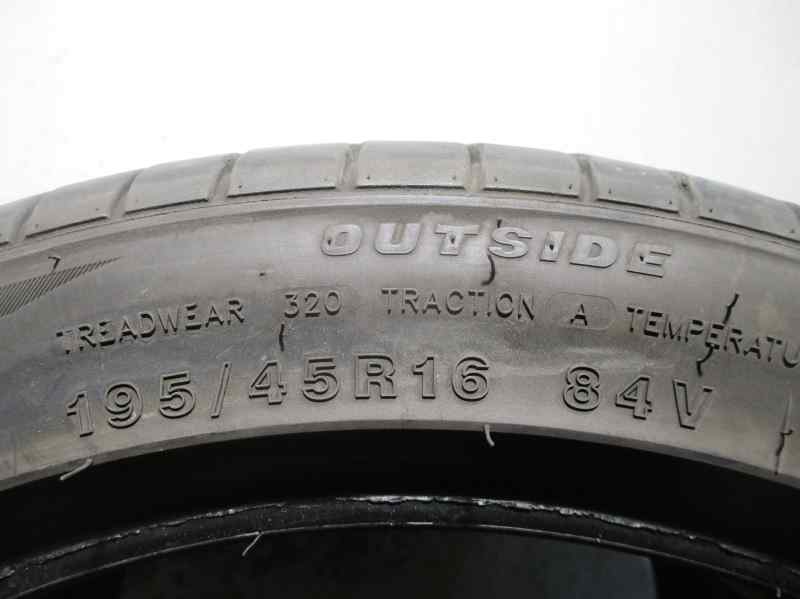 OUTSIDE
TREADWEAR 320 TRACTION A TEMPERATU
195/45R16 84V